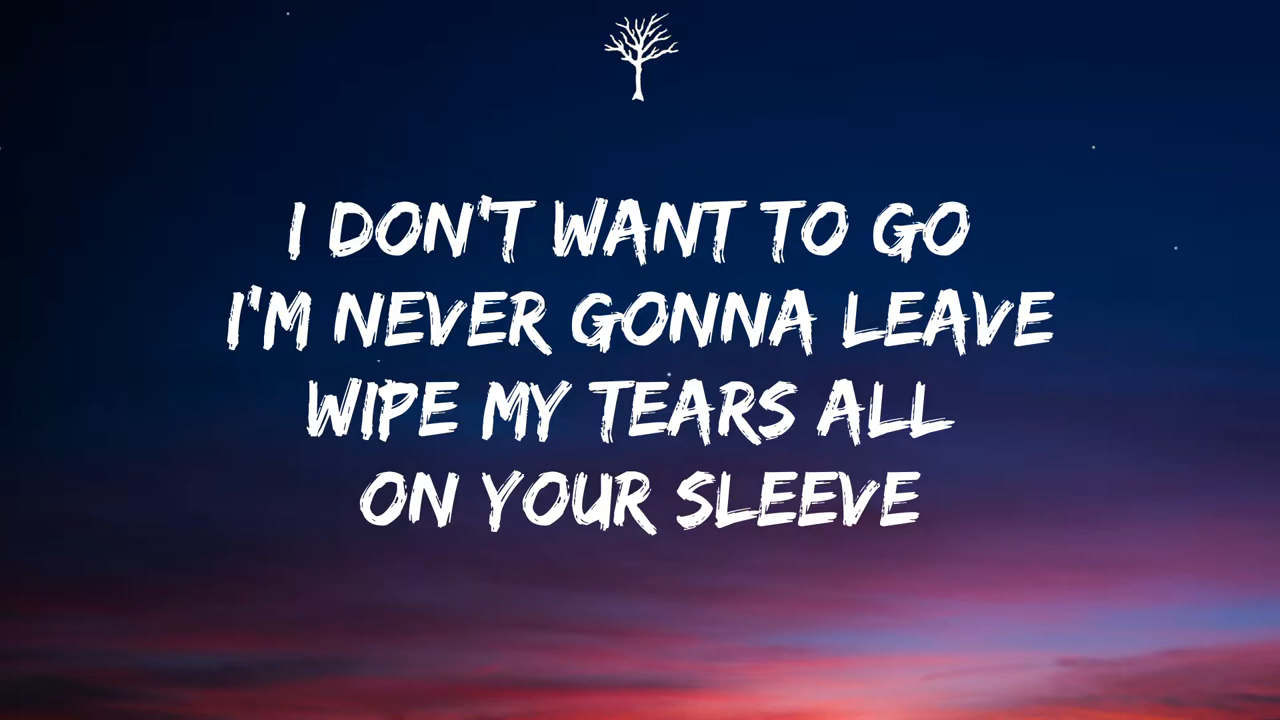 I DON'T WANT TO GO
I'M NEVER GONNA LEAVE
WIPE MY TEARS ALL
ON YOUR SLEEVE